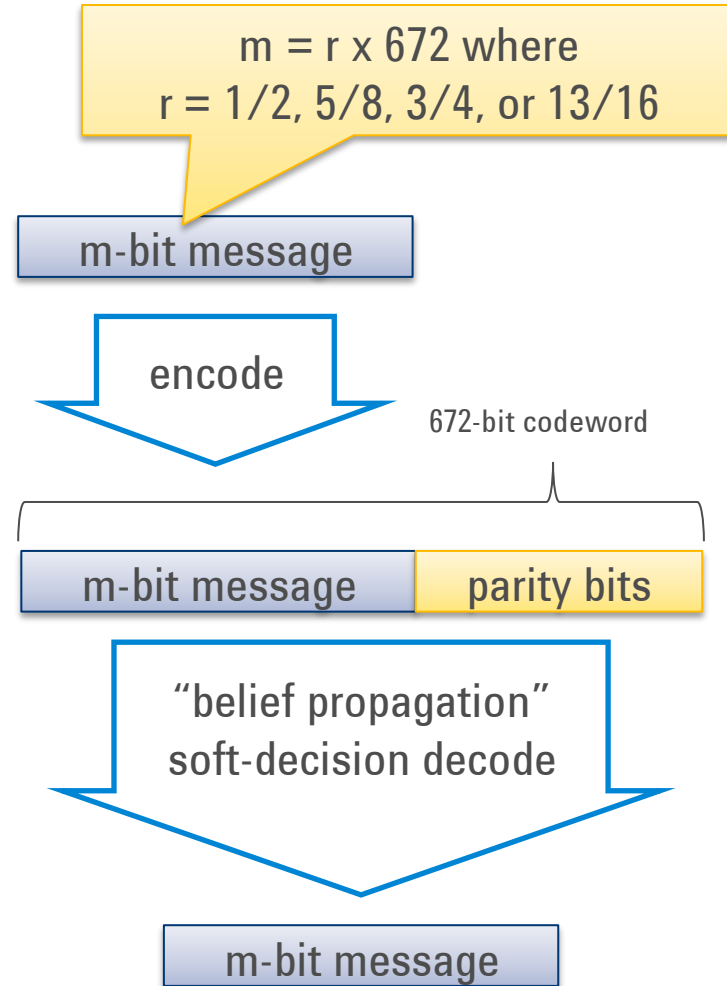 m = r x 672 where
r = 1/2, 5/8, 3/4, or 13/16
m-bit message
encode
672-bit codeword
m-bit message
parity bits
“belief propagation”
soft-decision decode
m-bit message